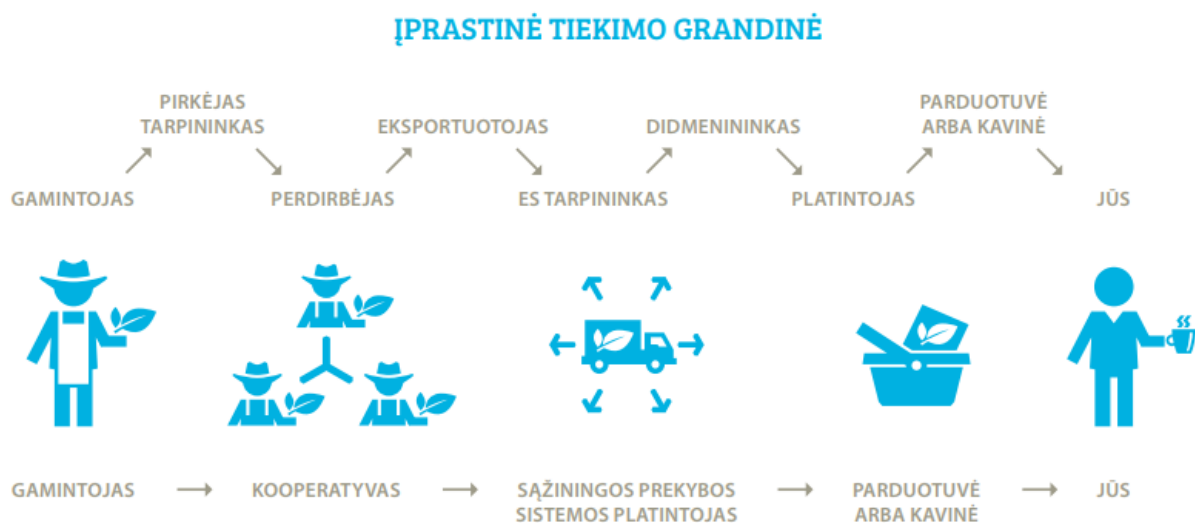 ĮPRASTINĖ TIEKIMO GRANDINĖ
PIRKĖJAS
TARPININKAS
EKSPORTUOTOJAS
DIDMENININKAS
PARDUOTUVĖ
ARBA KAVINĖ
GAMINTOJAS
PERDIRBĖJAS
ES TARPININKAS
PLATINTOJAS
JŪS
GAMINTOJAS
KOOPERATYVAS
SĄŽININGOS PREKYBOS
SISTEMOS PLATINTOJAS
PARDUOTUVĖ
ARBA KAVINĖ
JŪS